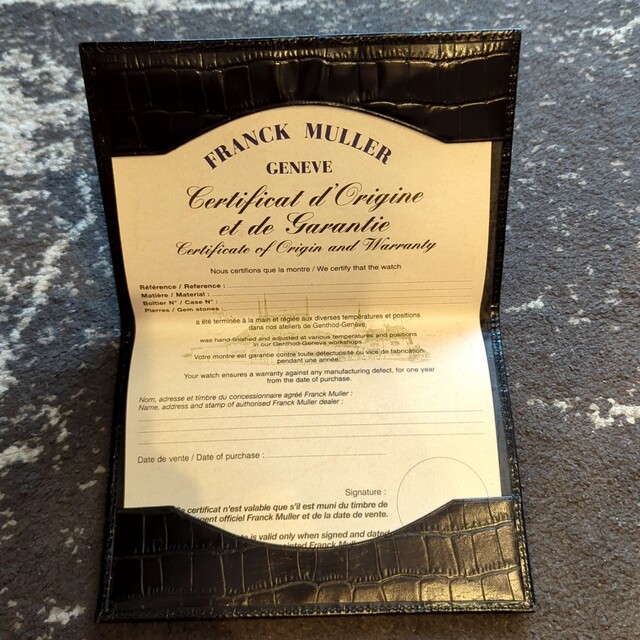 FRANCK MULLER
GENEVE
Certificat d'Origine
et de Garantie
Certificate of Origin and Warranty
Nous certifions que la montre / We certify that the watch
Référence / Reference :
Matière / Material :
Boîtier N° / Case N° :
Pierres / Gem stones :
a été terminée à la main et réglée aux diverses températures et positions
dans nos ateliers de Genthod-Genève,
was hand-finished and adjusted at various temperatures and positions
in our Genthod-Geneva workshops.
Votre montre est garantie contre toute défectuosité ou vice de fabrication,
pendant une année.
Your watch ensures a warranty against any manufacturing defect, for one year
from the date of purchase.
Nom, adresse et timbre du concessionnaire agréé Franck Muller :
Name, address and stamp of authorised Franck Muller dealer :
Date de vente / Date of purchase :
Signature :
certificat n'est valable que s'il est muni du timbre de
officiel Franck Muller et de la date de vente.
is valid only when signed and dated
Franck